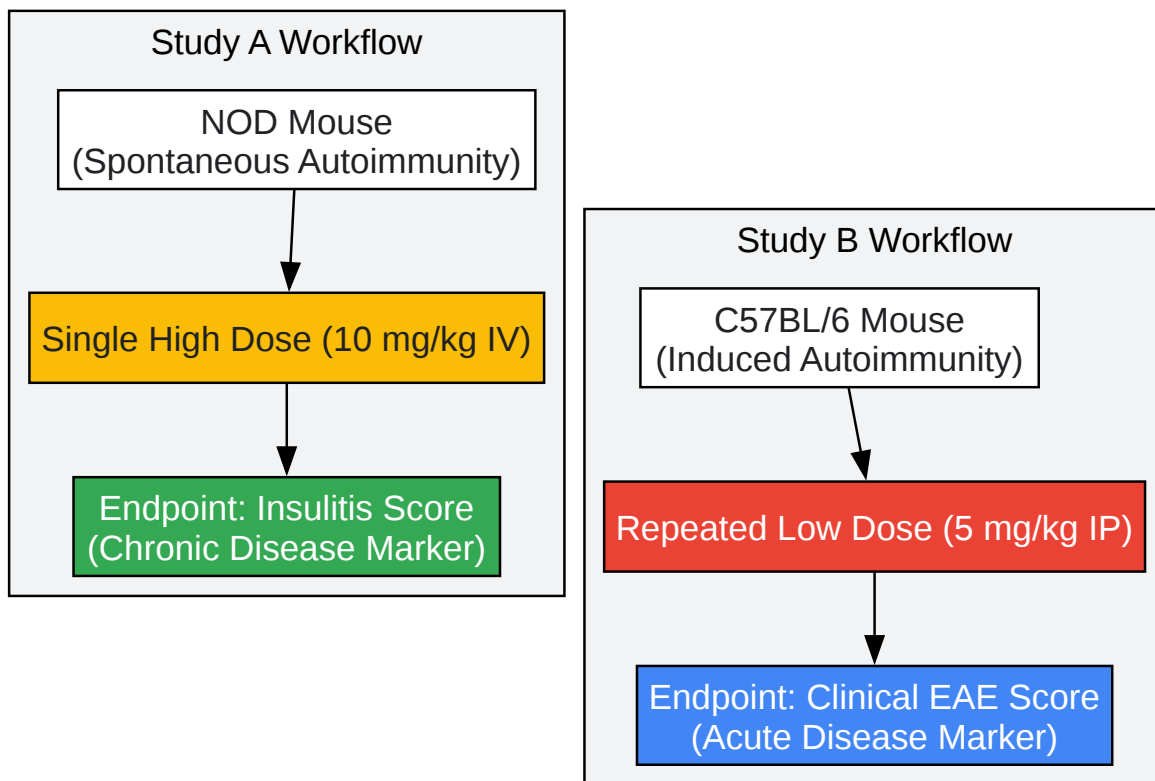 Study A Workflow
NOD Mouse
(Spontaneous Autoimmunity)
Single High Dose (10 mg/kg IV)
Endpoint: Insulitis Score
(Chronic Disease Marker)
Study B Workflow
C57BL/6 Mouse
(Induced Autoimmunity)
Repeated Low Dose (5 mg/kg IP)
Endpoint: Clinical EAE Score
(Acute Disease Marker)